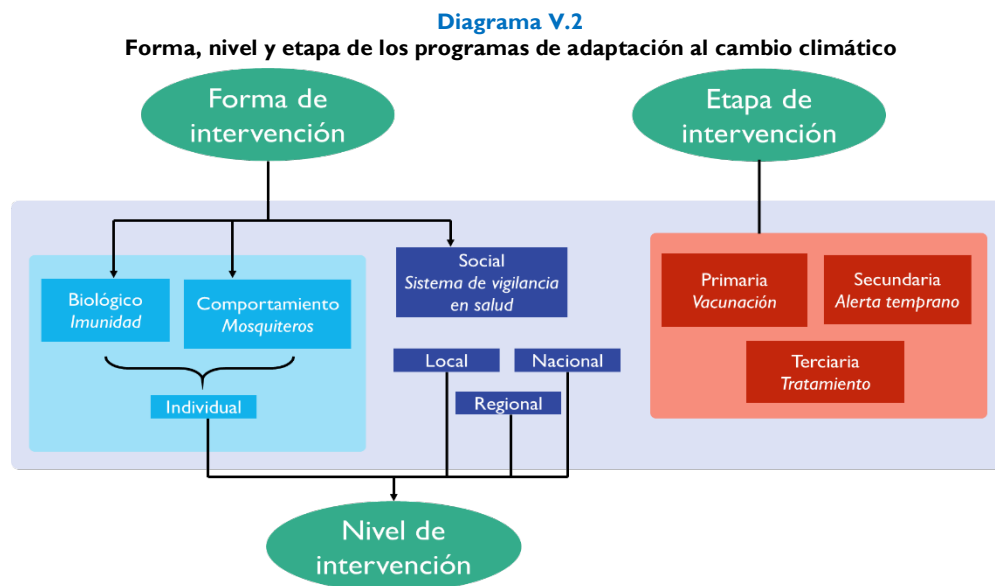 Diagrama V.2
Forma, nivel y etapa de los programas de adaptación al cambio climático
Forma de
intervención
Etapa de
intervención
Biológico
Imunidad
Comportamiento
Mosquiteros
Individual
Social
Sistema de vigilancia
en salud
Local
Nacional
Regional
Primaria
Vacunación
Secundaria
Alerta temprano
Terciaria
Tratamiento
Nivel de
intervención